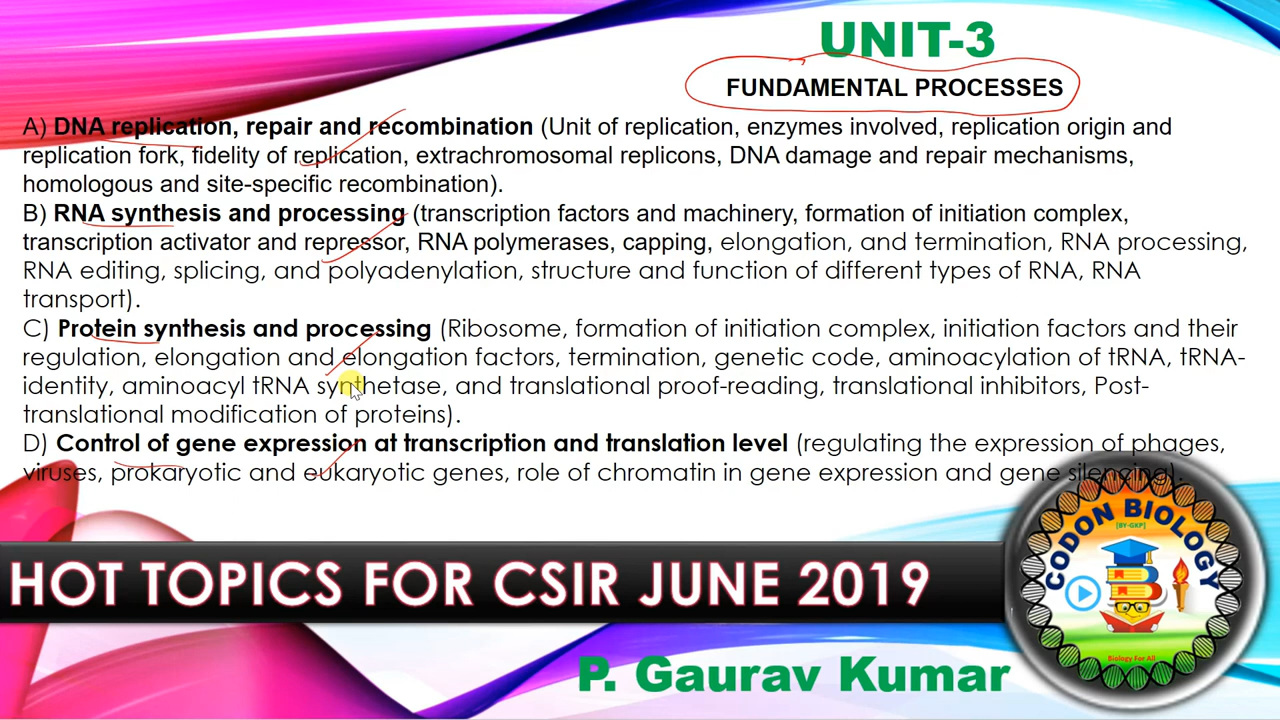 UNIT-3
FUNDAMENTAL PROCESSES
A) DNA replication, repair and recombination (Unit of replication, enzymes involved, replication origin and
replication fork, fidelity of replication, extrachromosomal replicons, DNA damage and repair mechanisms,
homologous and site-specific recombination).
B) RNA synthesis and processing (transcription factors and machinery, formation of initiation complex,
transcription activator and repressor, RNA polymerases, capping, elongation, and termination, RNA processing,
RNA editing, splicing, and polyadenylation, structure and function of different types of RNA, RNA
transport).
C) Protein synthesis and processing (Ribosome, formation of initiation complex, initiation factors and their
regulation, elongation and elongation factors, termination, genetic code, aminoacylation of tRNA, tRNA-
identity, aminoacyl tRNA synthetase, and translational proof-reading, translational inhibitors, Post-
translational modification of proteins).
D) Control of gene expression at transcription and translation level (regulating the expression of phages,
viruses, prokaryotic and eukaryotic genes, role of chromatin in gene expression and gene silencing).
CODON BIOLOGY
[BY-GKP]
Biology For All
HOT TOPICS FOR CSIR JUNE 2019
P. Gaurav Kumar